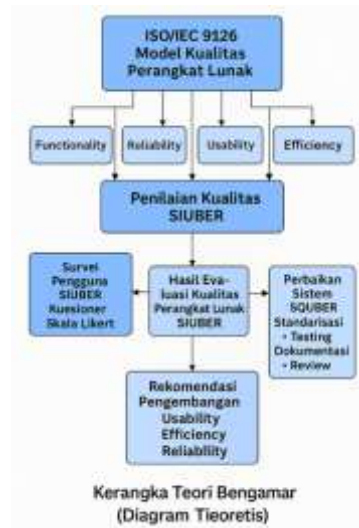 ISO/IEC 9126
Model Kualitas
Perangkat Lunak
Functionality
Reliability
Usability
Efficiency
Penilaian Kualitas
SIUBER
Survel
Pengguna
SIUBER
Kuesioner
Skala Likert
Hasil Eva-
luasi Kualitas
Perangkat Lunak
SIUBER
Perbaikan
Sistem
SQUBER
Standarisasi
• Testing
Dokumentasi
• Review
Rekomendasi
Pengembangan
Usability
Efficiency
Reliability
Kerangka Teori Bengamar
(Diagram Tieoretis)